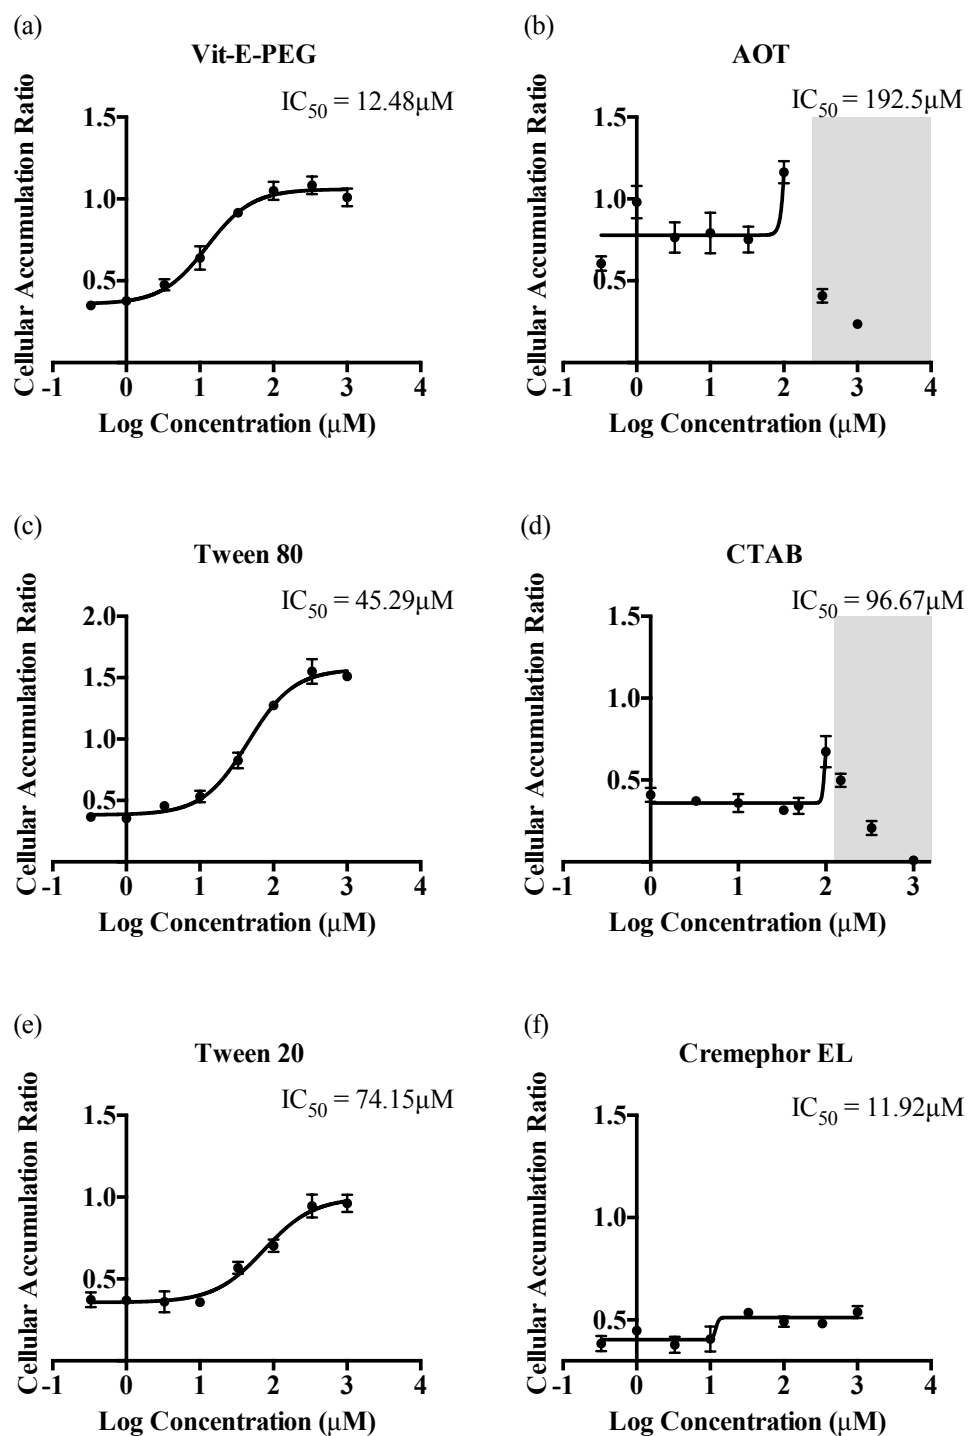 (a)
Vit-E-PEG
IC50 = 12.48µM
Cellular Accumulation Ratio
1.5
1.0
0.5
-1 0 1 2 3 4
Log Concentration (µM)
(b)
AOT
IC50 = 192.5µM
Cellular Accumulation Ratio
1.5
1.0
0.5
-1 0 1 2 3 4
Log Concentration (µM)
(c)
Tween 80
IC50 = 45.29µM
Cellular Accumulation Ratio
2.0
1.5
1.0
0.5
-1 0 1 2 3 4
Log Concentration (µM)
(d)
CTAB
IC50 = 96.67µM
Cellular Accumulation Ratio
1.5
1.0
0.5
-1 0 1 2 3
Log Concentration (µM)
(e)
Tween 20
IC50 = 74.15µM
Cellular Accumulation Ratio
1.5
1.0
0.5
-1 0 1 2 3 4
Log Concentration (µM)
(f)
Cremephor EL
IC50 = 11.92µM
Cellular Accumulation Ratio
1.5
1.0
0.5
-1 0 1 2 3 4
Log Concentration (µM)